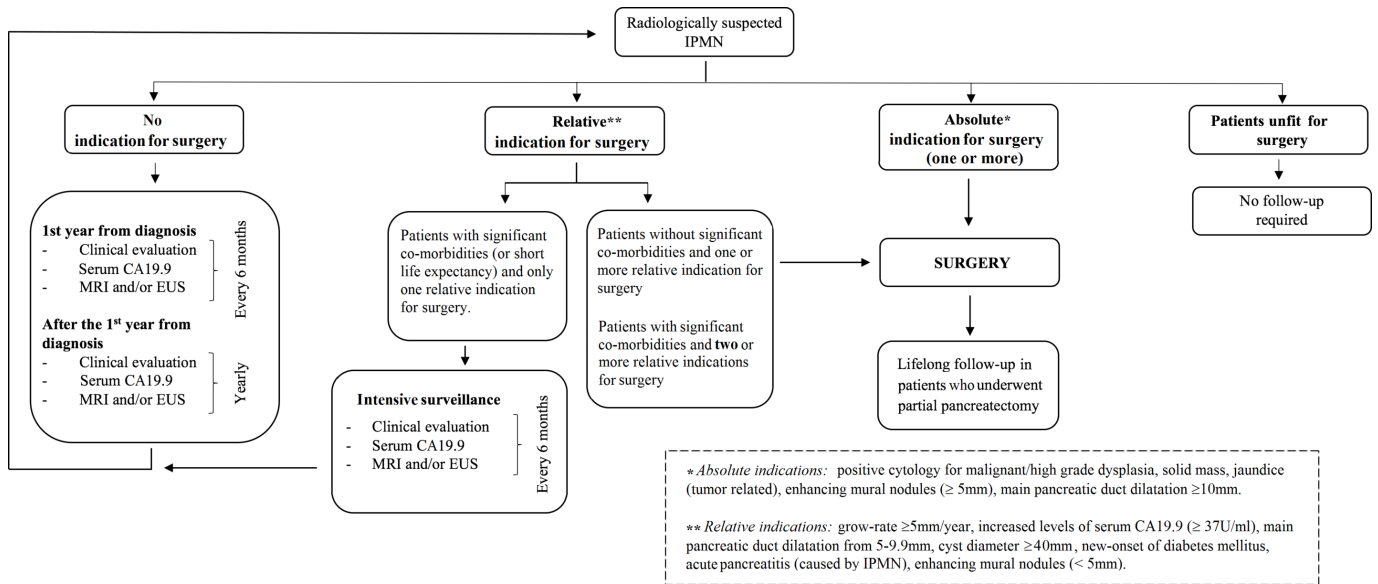 Radiologically suspected
IPMN
No
indication for surgery
Relative**
indication for surgery
Absolute*
indication for surgery
(one or more)
Patients unfit for
surgery
1st year from diagnosis
- Clinical evaluation
- Serum CA19.9
- MRI and/or EUS
Every 6 months
After the 1st year from
diagnosis
- Clinical evaluation
- Serum CA19.9
- MRI and/or EUS
Yearly
Patients with significant
co-morbidities (or short
life expectancy) and only
one relative indication
for surgery.
Patients without significant
co-morbidities and one or
more relative indication for
surgery
Patients with significant
co-morbidities and two or
more relative indications
for surgery
Intensive surveillance
- Clinical evaluation
- Serum CA19.9
- MRI and/or EUS
Every 6 months
SURGERY
Lifelong follow-up in
patients who underwent
partial pancreatectomy
No follow-up
required
* Absolute indications: positive cytology for malignant/high grade dysplasia, solid mass, jaundice
(tumor related), enhancing mural nodules (≥ 5mm), main pancreatic duct dilatation ≥10mm.
** Relative indications: grow-rate ≥5mm/year, increased levels of serum CA19.9 (≥ 37U/ml), main
pancreatic duct dilatation from 5-9.9mm, cyst diameter ≥40mm, new-onset of diabetes mellitus,
acute pancreatitis (caused by IPMN), enhancing mural nodules (< 5mm).